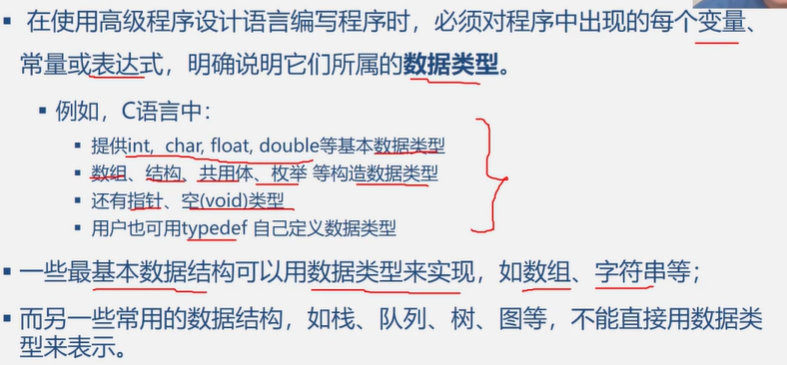 ▪ 在使用高级程序设计语言编写程序时，必须对程序中出现的每个变量、
常量或表达式，明确说明它们所属的数据类型。
▪ 例如，C语言中：
▪ 提供int, char, float, double等基本数据类型
▪ 数组、结构、共用体、枚举 等构造数据类型
▪ 还有指针、空(void)类型
▪ 用户也可用typedef 自己定义数据类型
▪ 一些最基本数据结构可以用数据类型来实现，如数组、字符串等；
▪ 而另一些常用的数据结构，如栈、队列、树、图等，不能直接用数据类
型来表示。